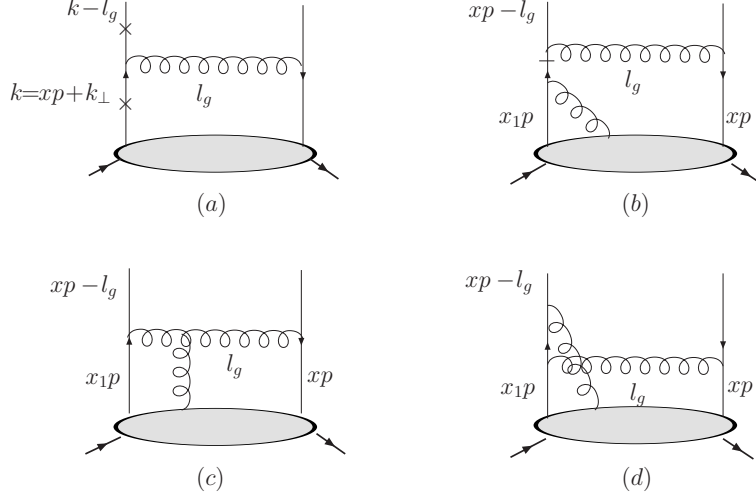 k−l_g
l_g
k=xp+k_⊥
(a)
xp−l_g
l_g
x_1p
xp
(b)
xp−l_g
l_g
x_1p
xp
(c)
xp−l_g
x_1p
l_g
xp
(d)